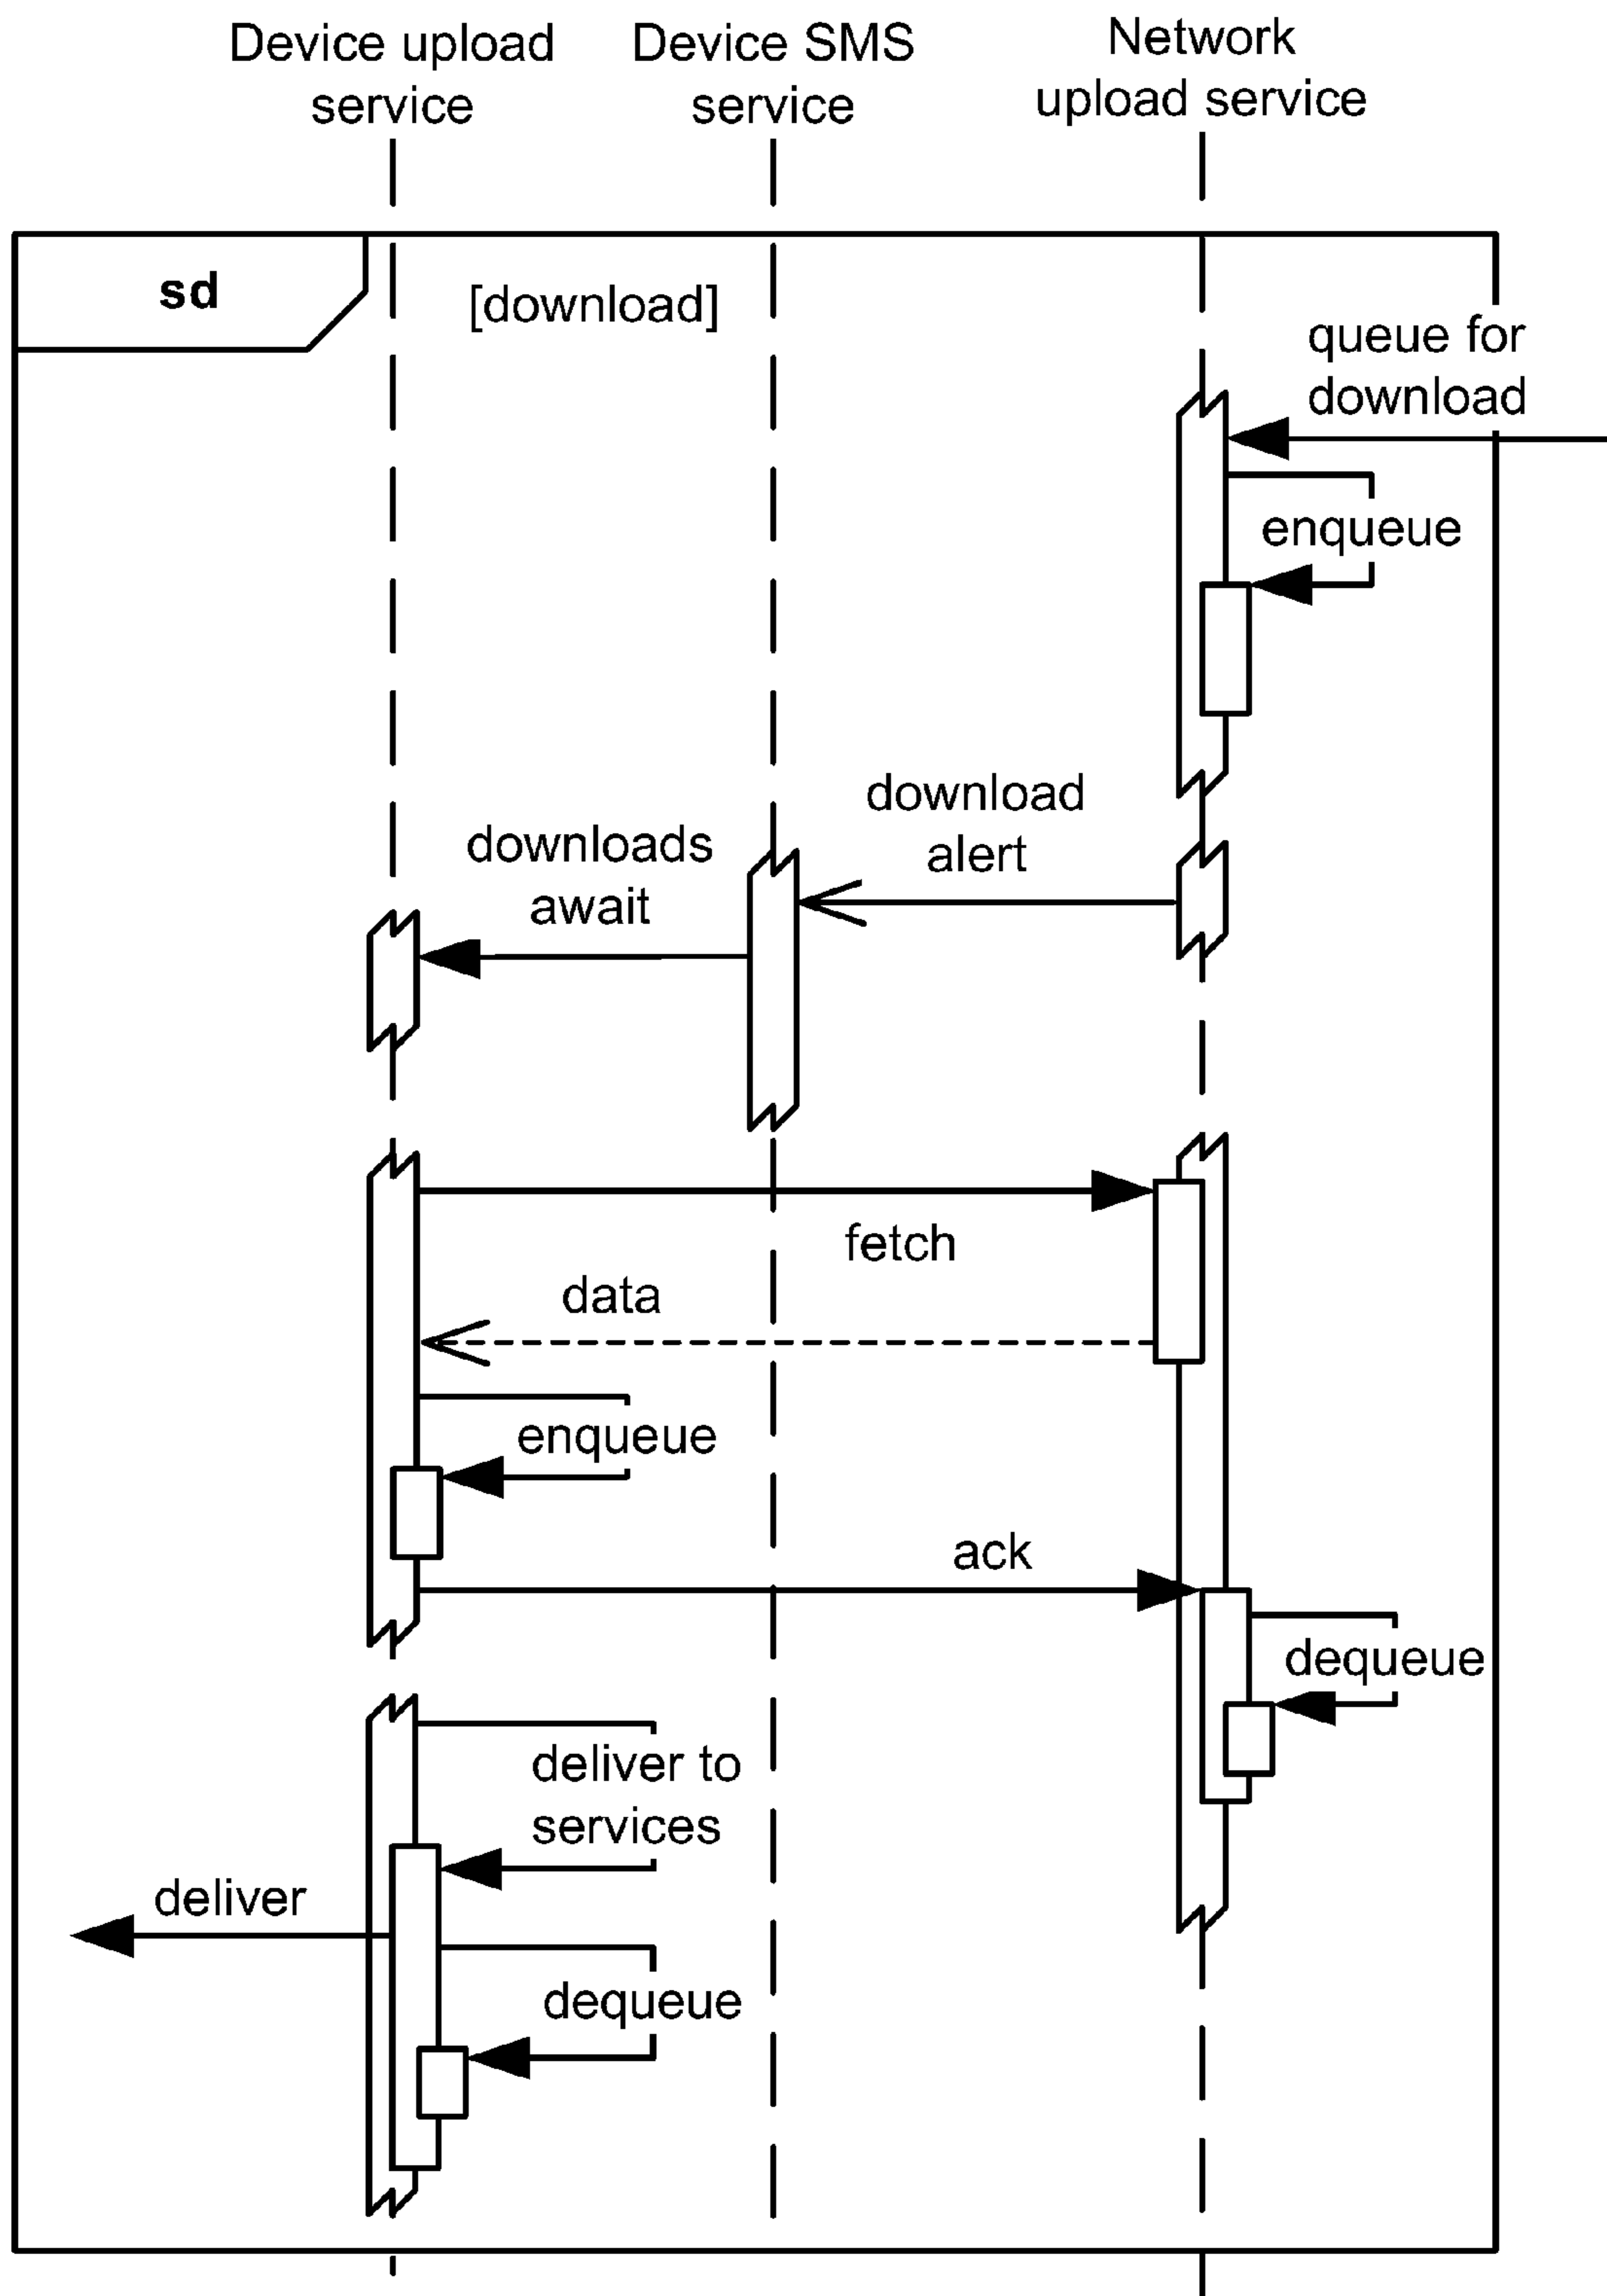 Device upload
service
Device SMS
service
Network
upload service
sd
[download]
queue for
download
enqueue
download
alert
downloads
await
fetch
data
enqueue
ack
dequeue
deliver to
services
deliver
dequeue